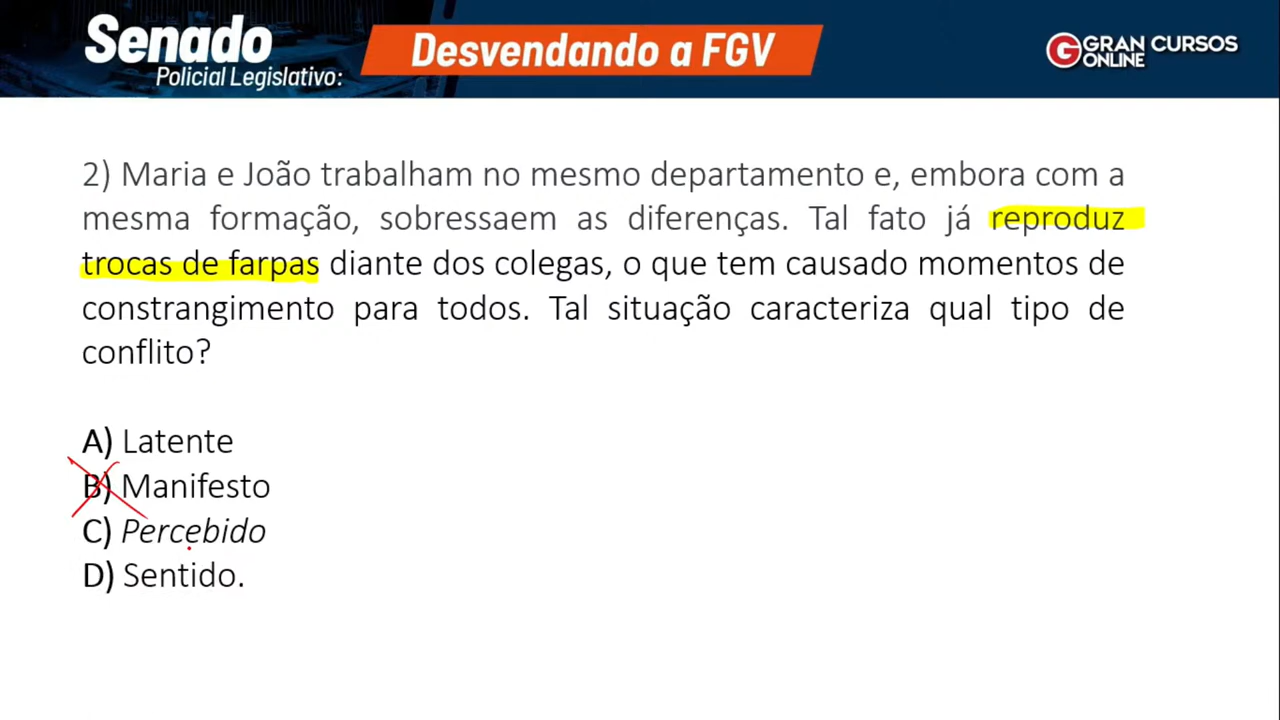 Senado
Policial Legislativo:
Desvendando a FGV
GRAN CURSOS
ONLINE
2) Maria e João trabalham no mesmo departamento e, embora com a
mesma formação, sobressaem as diferenças. Tal fato já reproduz
trocas de farpas diante dos colegas, o que tem causado momentos de
constrangimento para todos. Tal situação caracteriza qual tipo de
conflito?
A) Latente
B) Manifesto
C) Percebido
D) Sentido.